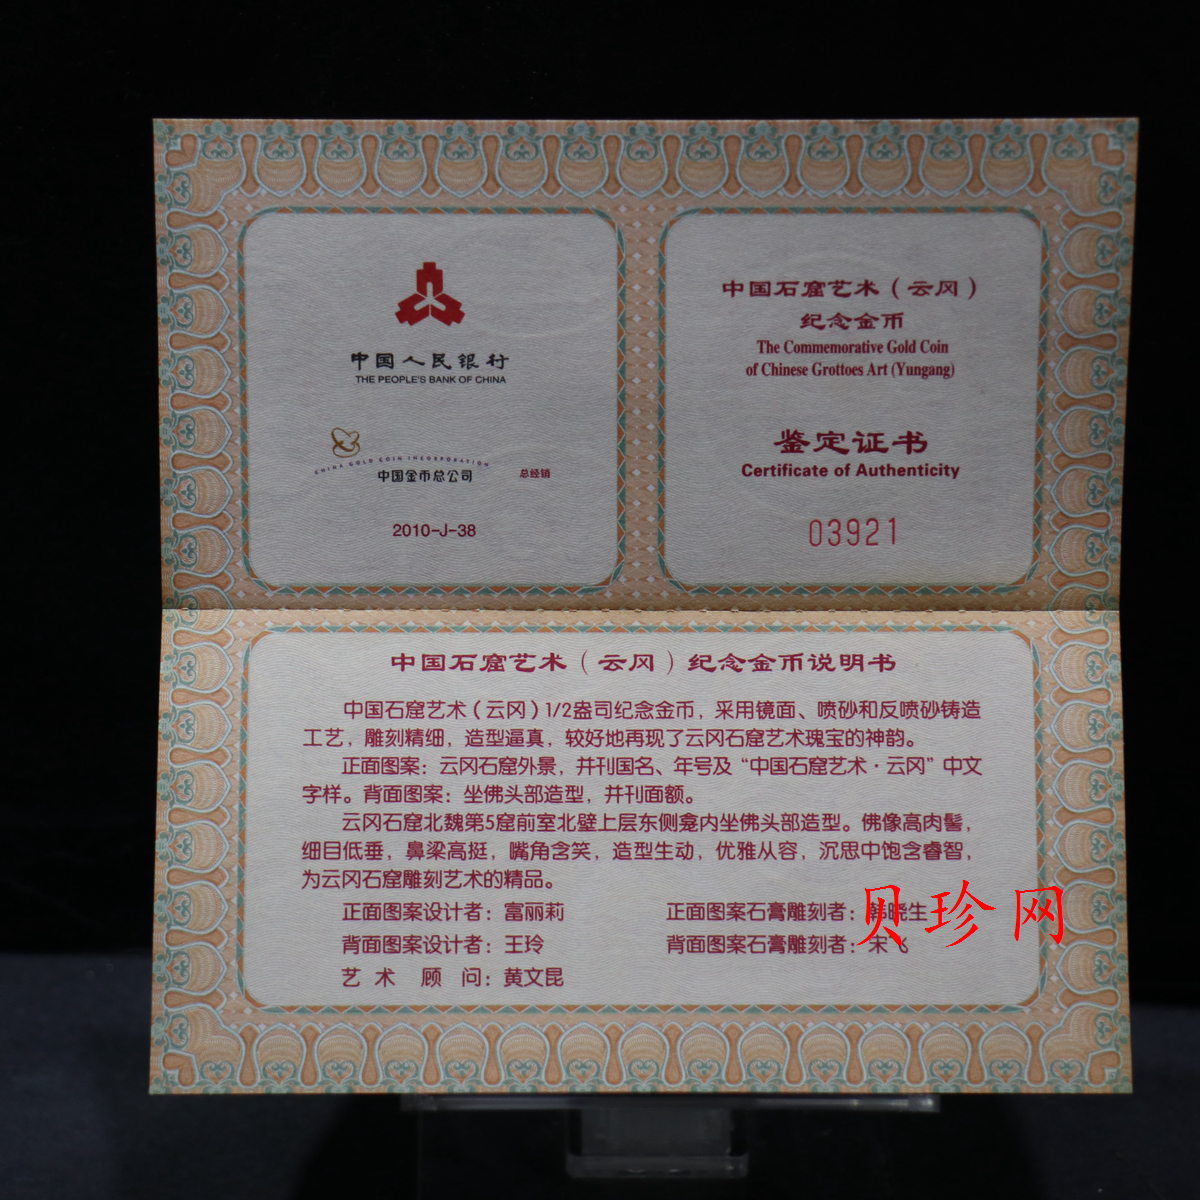 中国人民银行
THE PEOPLE'S BANK OF CHINA
CHINA GOLD COIN INCORPORATION
中国金币总公司 总经销
2010-J-38
中国石窟艺术（云冈）
纪念金币
The Commemorative Gold Coin
of Chinese Grottoes Art (Yungang)
鉴定证书
Certificate of Authenticity
03921
中国石窟艺术（云冈）纪念金币说明书
中国石窟艺术（云冈）1/2盎司纪念金币，采用镜面、喷砂和反喷砂铸造
工艺，雕刻精细，造型逼真，较好地再现了云冈石窟艺术瑰宝的神韵。
正面图案：云冈石窟外景，并刊国名、年号及“中国石窟艺术·云冈”中文
字样。背面图案：坐佛头部造型，并刊面额。
云冈石窟北魏第5窟前室北壁上层东侧龛内坐佛头部造型。佛像高肉髻，
细目低垂，鼻梁高挺，嘴角含笑，造型生动，优雅从容，沉思中饱含睿智，
为云冈石窟雕刻艺术的精品。
正面图案设计者：富丽莉 正面图案石膏雕刻者：韩晓生
背面图案设计者：王玲 背面图案石膏雕刻者：宋飞
艺术顾问：黄文昆
贝珍网